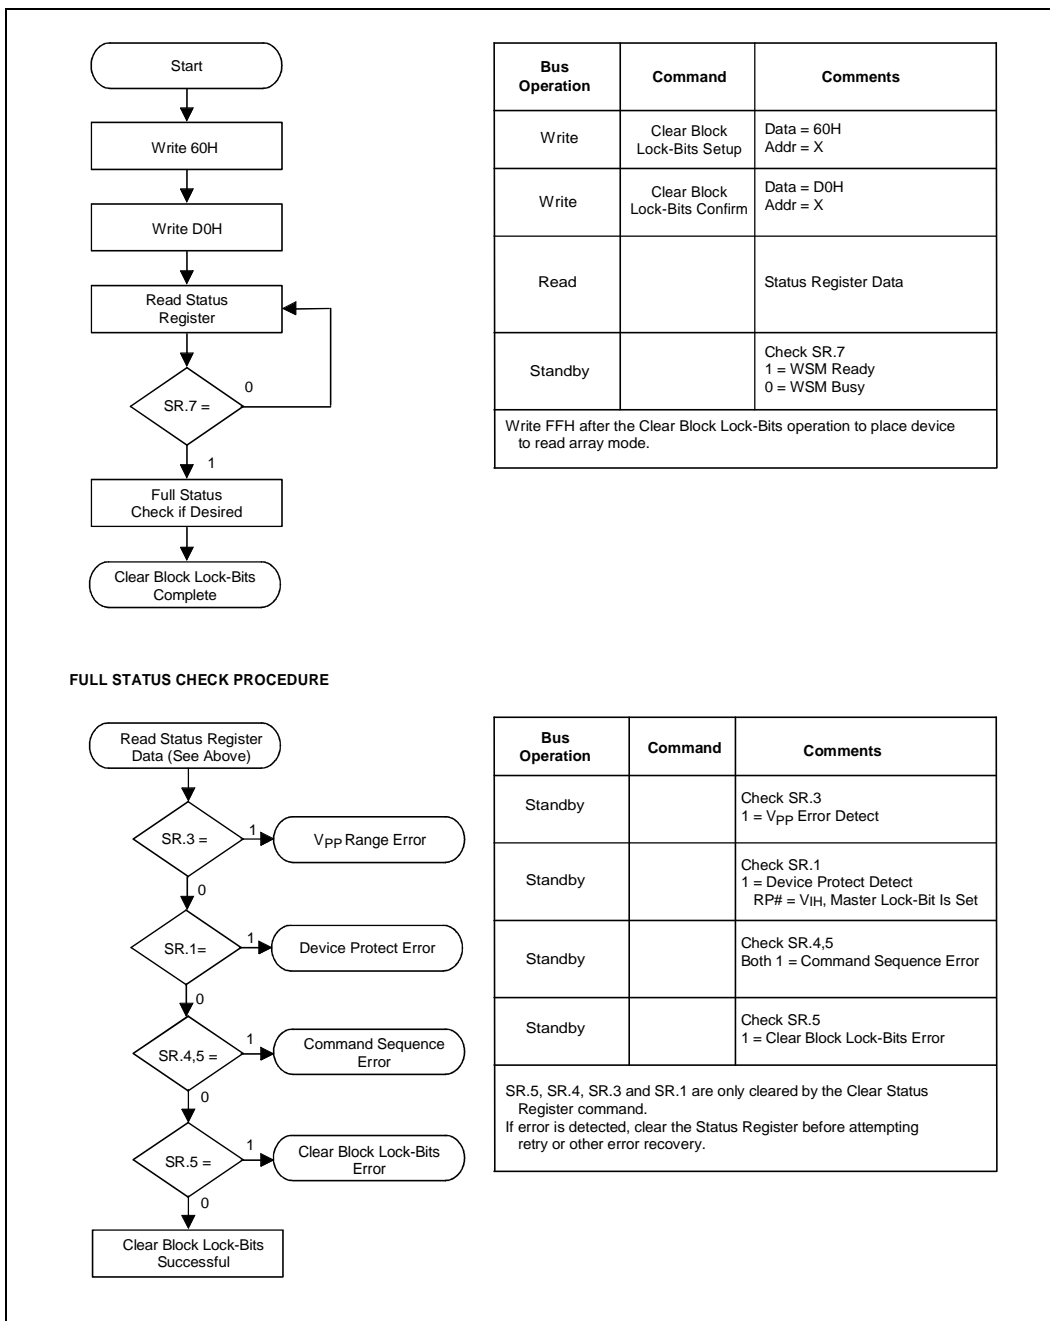 Start
Write 60H
Write D0H
Read Status
Register
0
SR.7 =
1
Full Status
Check if Desired
Clear Block Lock-Bits
Complete
Bus
Operation
Command
Comments
Write
Clear Block
Lock-Bits Setup
Data = 60H
Addr = X
Write
Clear Block
Lock-Bits Confirm
Data = D0H
Addr = X
Read
Status Register Data
Standby
Check SR.7
1 = WSM Ready
0 = WSM Busy
Write FFH after the Clear Block Lock-Bits operation to place device
to read array mode.
FULL STATUS CHECK PROCEDURE
Read Status Register
Data (See Above)
SR.3 =
1
VPP Range Error
0
SR.1=
1
Device Protect Error
0
SR.4,5 =
1
Command Sequence
Error
0
SR.5 =
1
Clear Block Lock-Bits
Error
0
Clear Block Lock-Bits
Successful
Bus
Operation
Command
Comments
Standby
Check SR.3
1 = VPP Error Detect
Standby
Check SR.1
1 = Device Protect Detect
RP# = VIH, Master Lock-Bit Is Set
Standby
Check SR.4,5
Both 1 = Command Sequence Error
Standby
Check SR.5
1 = Clear Block Lock-Bits Error
SR.5, SR.4, SR.3 and SR.1 are only cleared by the Clear Status
Register command.
If error is detected, clear the Status Register before attempting
retry or other error recovery.